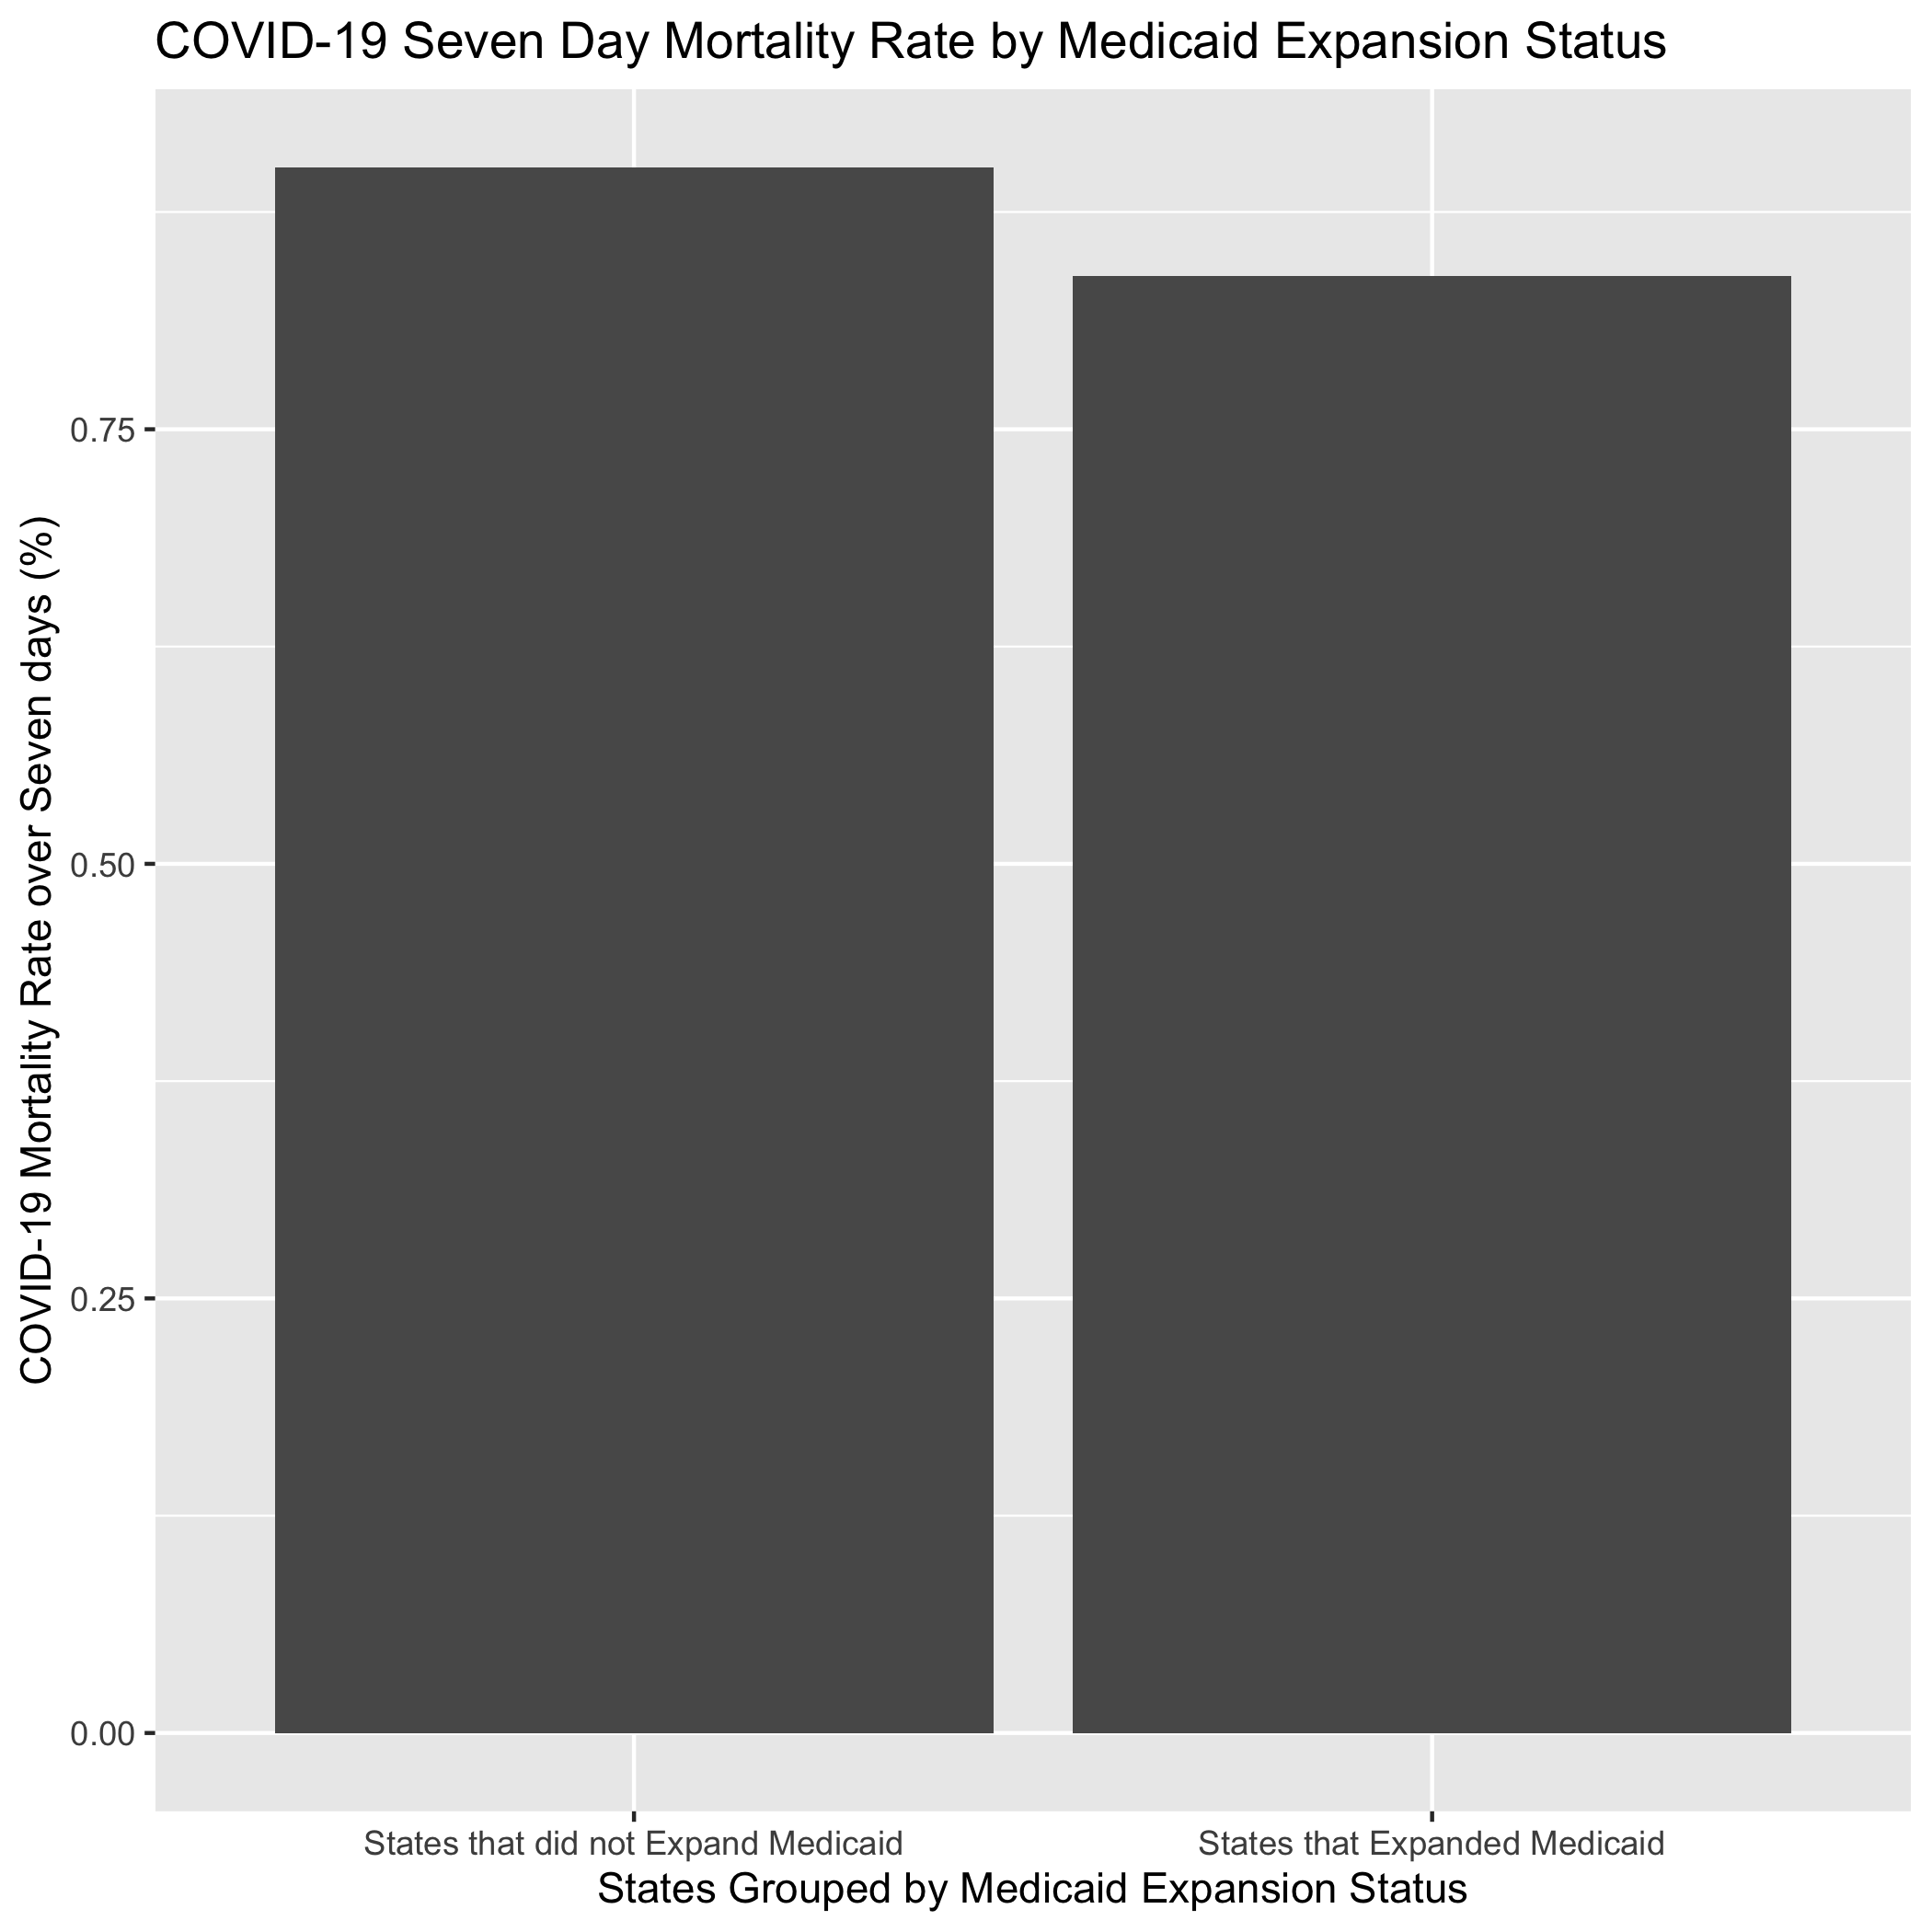 COVID-19 Seven Day Mortality Rate by Medicaid Expansion Status
COVID-19 Mortality Rate over Seven days (%)
0.75
0.50
0.25
0.00
States that did not Expand Medicaid
States that Expanded Medicaid
States Grouped by Medicaid Expansion Status